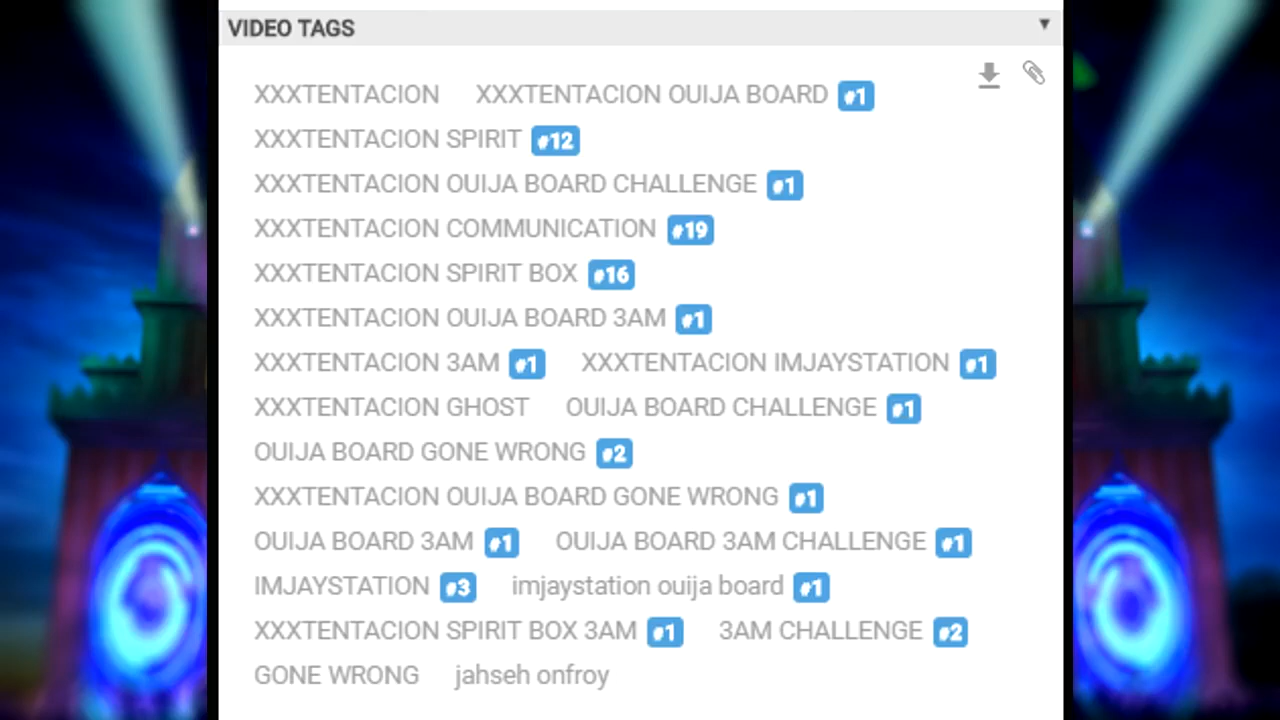 VIDEO TAGS
XXXTENTACION XXXTENTACION OUIJA BOARD #1
XXXTENTACION SPIRIT #12
XXXTENTACION OUIJA BOARD CHALLENGE #1
XXXTENTACION COMMUNICATION #19
XXXTENTACION SPIRIT BOX #16
XXXTENTACION OUIJA BOARD 3AM #1
XXXTENTACION 3AM #1 XXXTENTACION IMJAYSTATION #1
XXXTENTACION GHOST OUIJA BOARD CHALLENGE #1
OUIJA BOARD GONE WRONG #2
XXXTENTACION OUIJA BOARD GONE WRONG #1
OUIJA BOARD 3AM #1 OUIJA BOARD 3AM CHALLENGE #1
IMJAYSTATION #3 imjaystation ouija board #1
XXXTENTACION SPIRIT BOX 3AM #1 3AM CHALLENGE #2
GONE WRONG jahseh onfroy